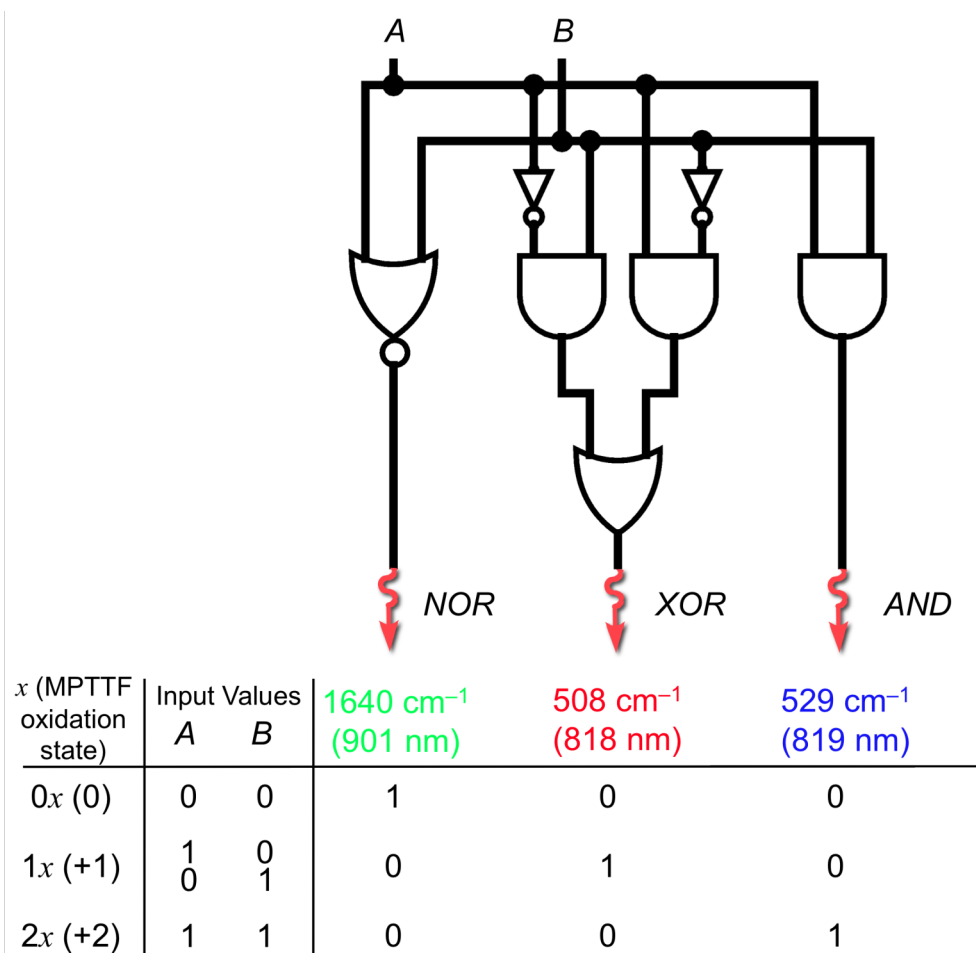 A B
NOR XOR AND
x (MPTTF
oxidation
state)
Input Values
A B
1640 cm⁻¹
(901 nm)
508 cm⁻¹
(818 nm)
529 cm⁻¹
(819 nm)
0x (0) 0 0 1 0 0
1x (+1) 1 0 0 1 0
0 1
2x (+2) 1 1 0 0 1